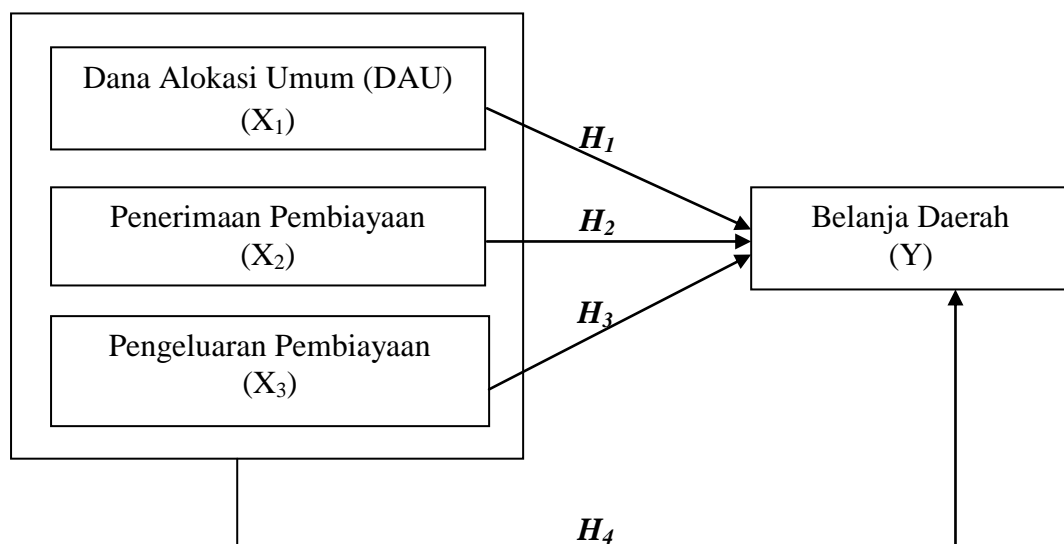 Dana Alokasi Umum (DAU)
(X₁)
H₁
Penerimaan Pembiayaan
(X₂)
H₂
Belanja Daerah
(Y)
Pengeluaran Pembiayaan
(X₃)
H₃
H₄